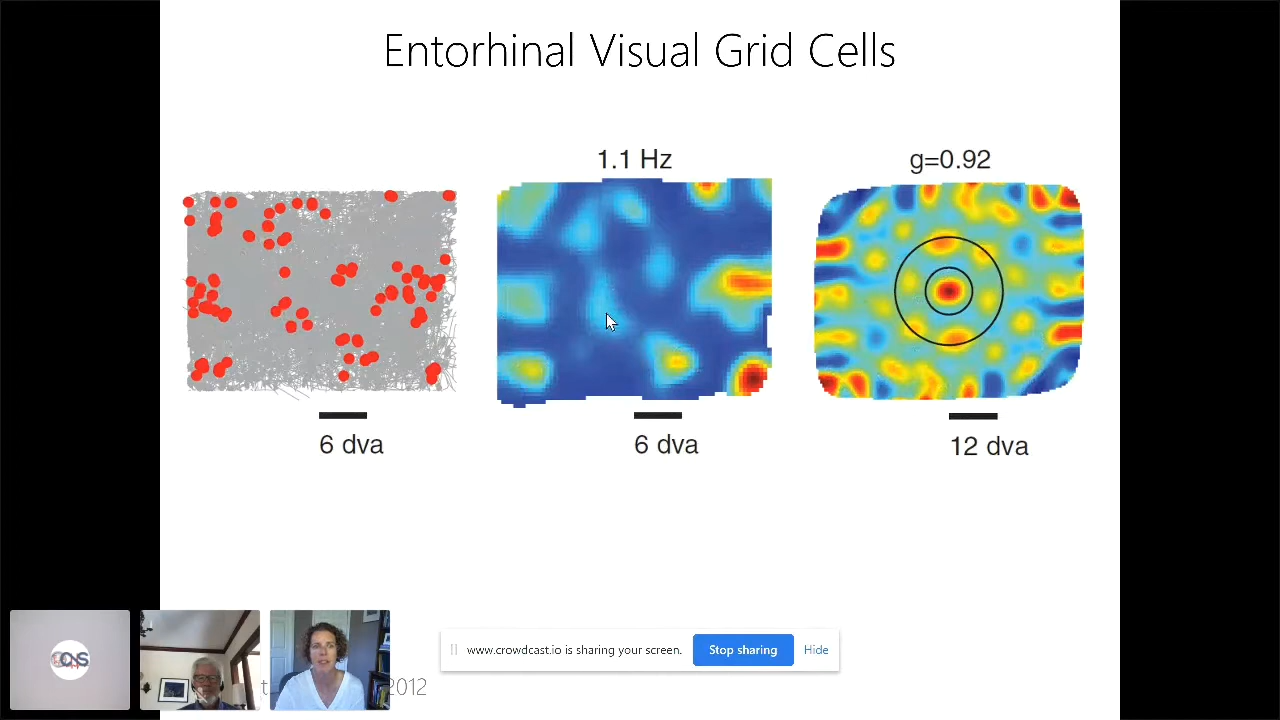 Entorhinal Visual Grid Cells
1.1 Hz
g=0.92
6 dva
6 dva
12 dva
www.crowdcast.io is sharing your screen.
Stop sharing
Hide
2012